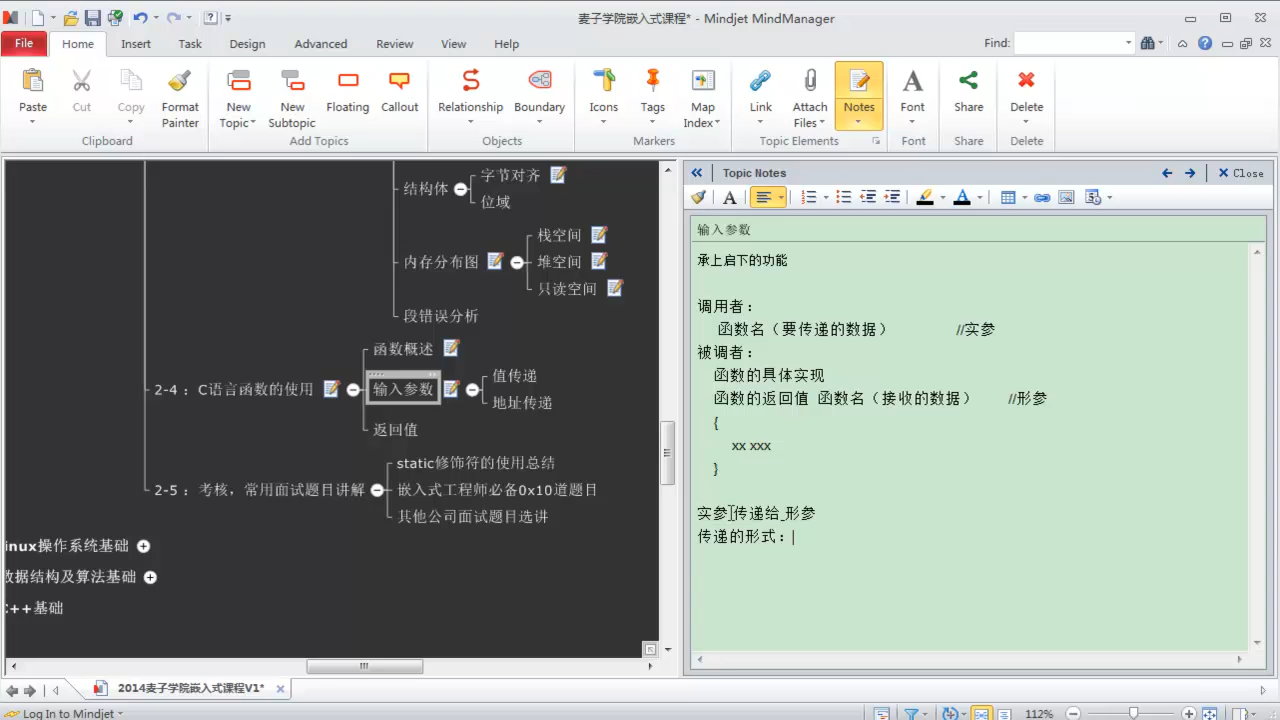 麦子学院嵌入式课程* - Mindjet MindManager
File Home Insert Task Design Advanced Review View Help Find:
Paste Cut Copy Format Painter
New Topic New Subtopic Floating Callout
Relationship Boundary
Icons Tags Map Index
Link Attach Files Notes
Font Share Delete
Clipboard Add Topics Objects Markers Topic Elements Font Share Delete
结构体
字节对齐
位域
内存分布图
栈空间
堆空间
只读空间
段错误分析
2-4：C语言函数的使用
函数概述
输入参数
值传递
地址传递
返回值
2-5：考核，常用面试题目讲解
static修饰符的使用总结
嵌入式工程师必备0x10道题目
其他公司面试题目选讲
inux操作系统基础
数据结构及算法基础
C++基础
Topic Notes Close
输入参数
承上启下的功能
调用者：
函数名（要传递的数据） //实参
被调者：
函数的具体实现
函数的返回值 函数名（接收的数据） //形参
{
xx xxx
}
实参 传递给 形参
传递的形式：
2014麦子学院嵌入式课程V1*
Log In to Mindjet 112%